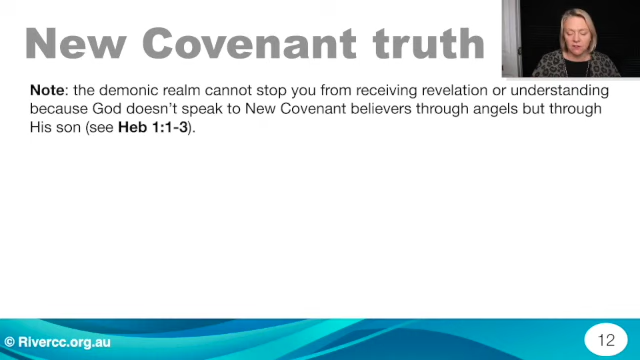 New Covenant truth
Note: the demonic realm cannot stop you from receiving revelation or understanding
because God doesn't speak to New Covenant believers through angels but through
His son (see Heb 1:1-3).
© Rivercc.org.au
12